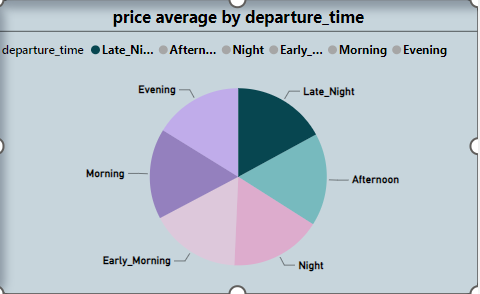 price average by departure_time
departure_time Late_Ni... Aftern... Night Early_... Morning Evening
Evening
Late_Night
Morning
Afternoon
Early_Morning
Night